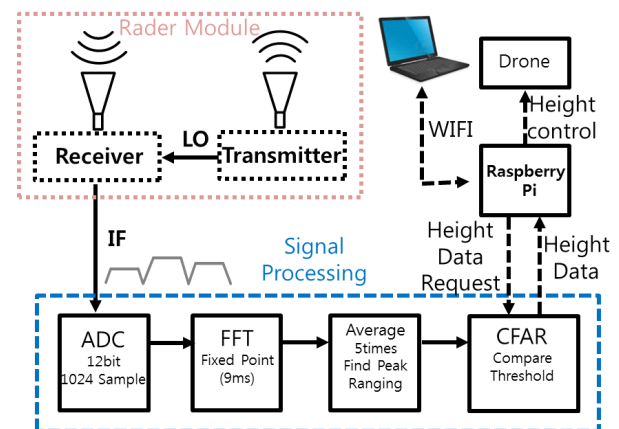 Rader Module
Receiver
LO
Transmitter
IF
Signal
Processing
WIFI
Drone
Height
control
Raspberry
Pi
Height
Data
Request
Height
Data
ADC
12bit
1024 Sample
FFT
Fixed Point
(9ms)
Average
5times
Find Peak
Ranging
CFAR
Compare
Threshold